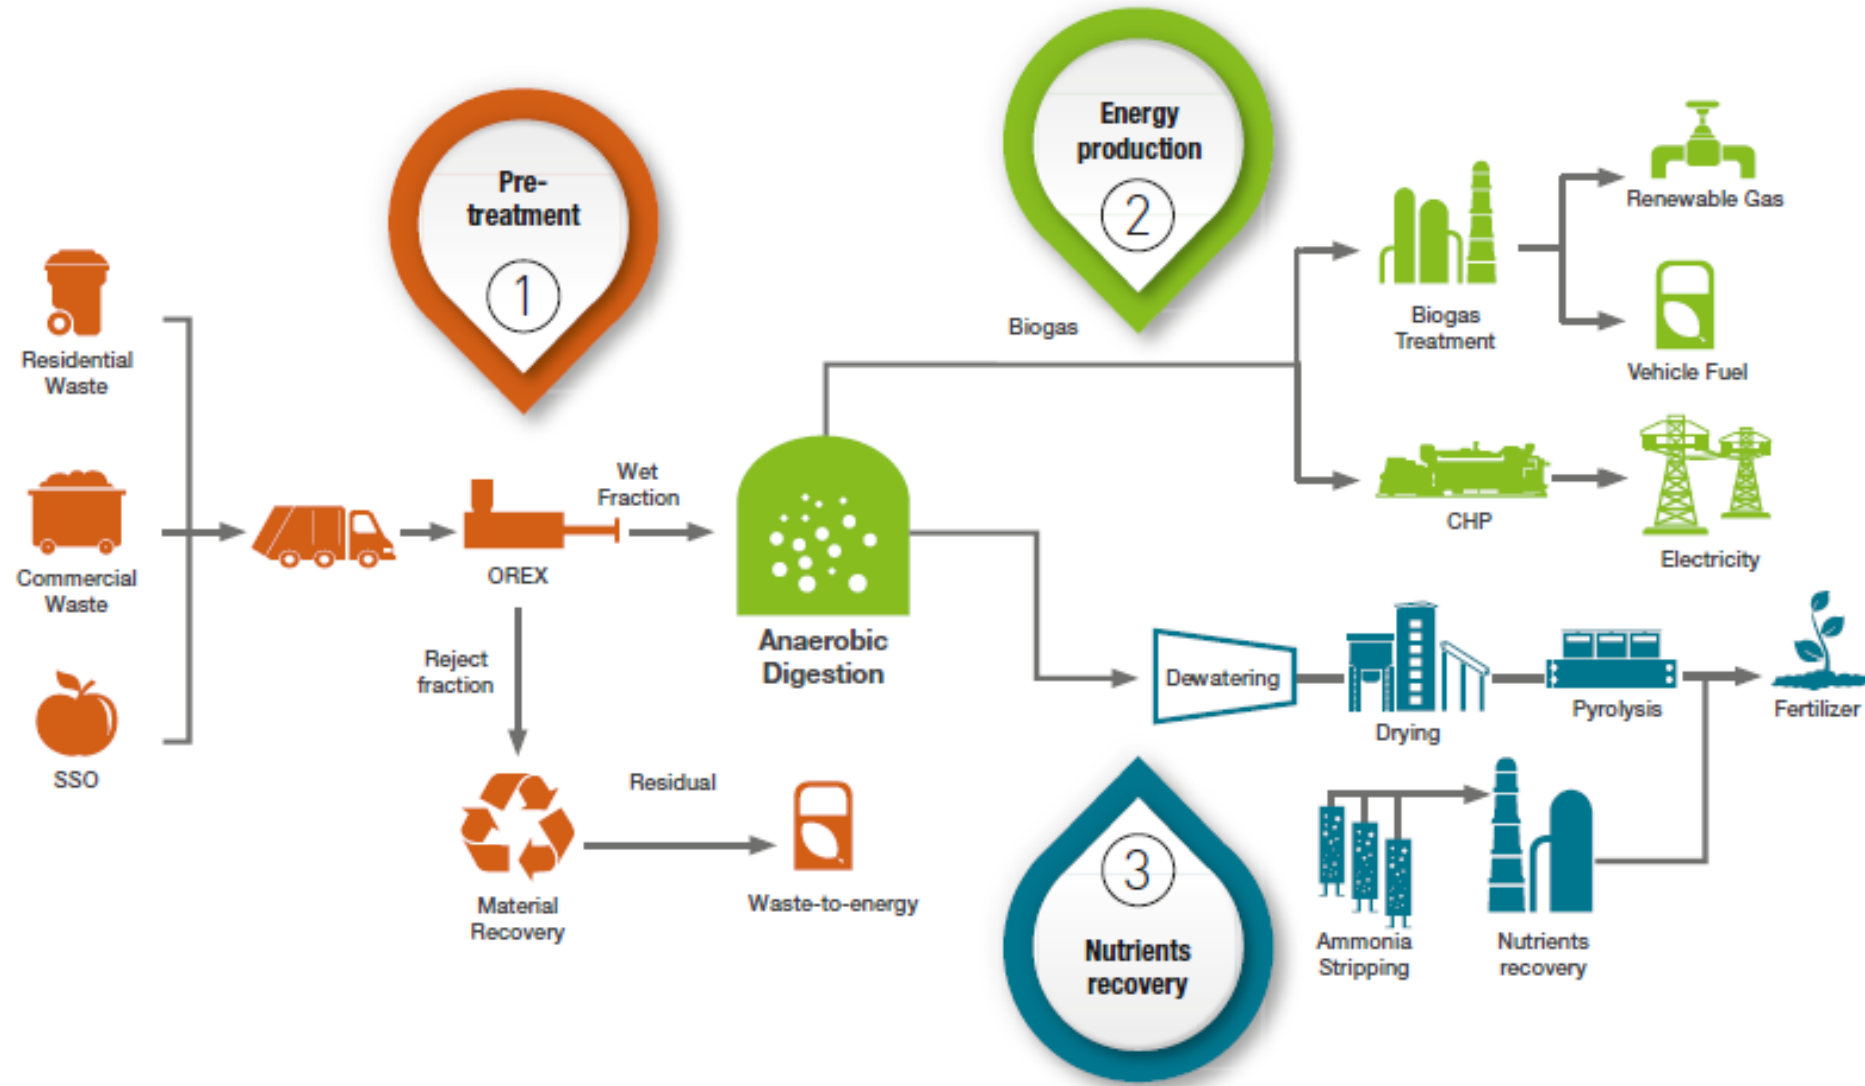 Pre-
treatment
1
Energy
production
2
Renewable Gas
Biogas
Treatment
Vehicle Fuel
Biogas
Residential
Waste
Commercial
Waste
SSO
OREX
Wet
Fraction
Reject
fraction
Anaerobic
Digestion
CHP
Electricity
Dewatering
Drying
Pyrolysis
Fertilizer
Material
Recovery
Residual
Waste-to-energy
3
Nutrients
recovery
Ammonia
Stripping
Nutrients
recovery